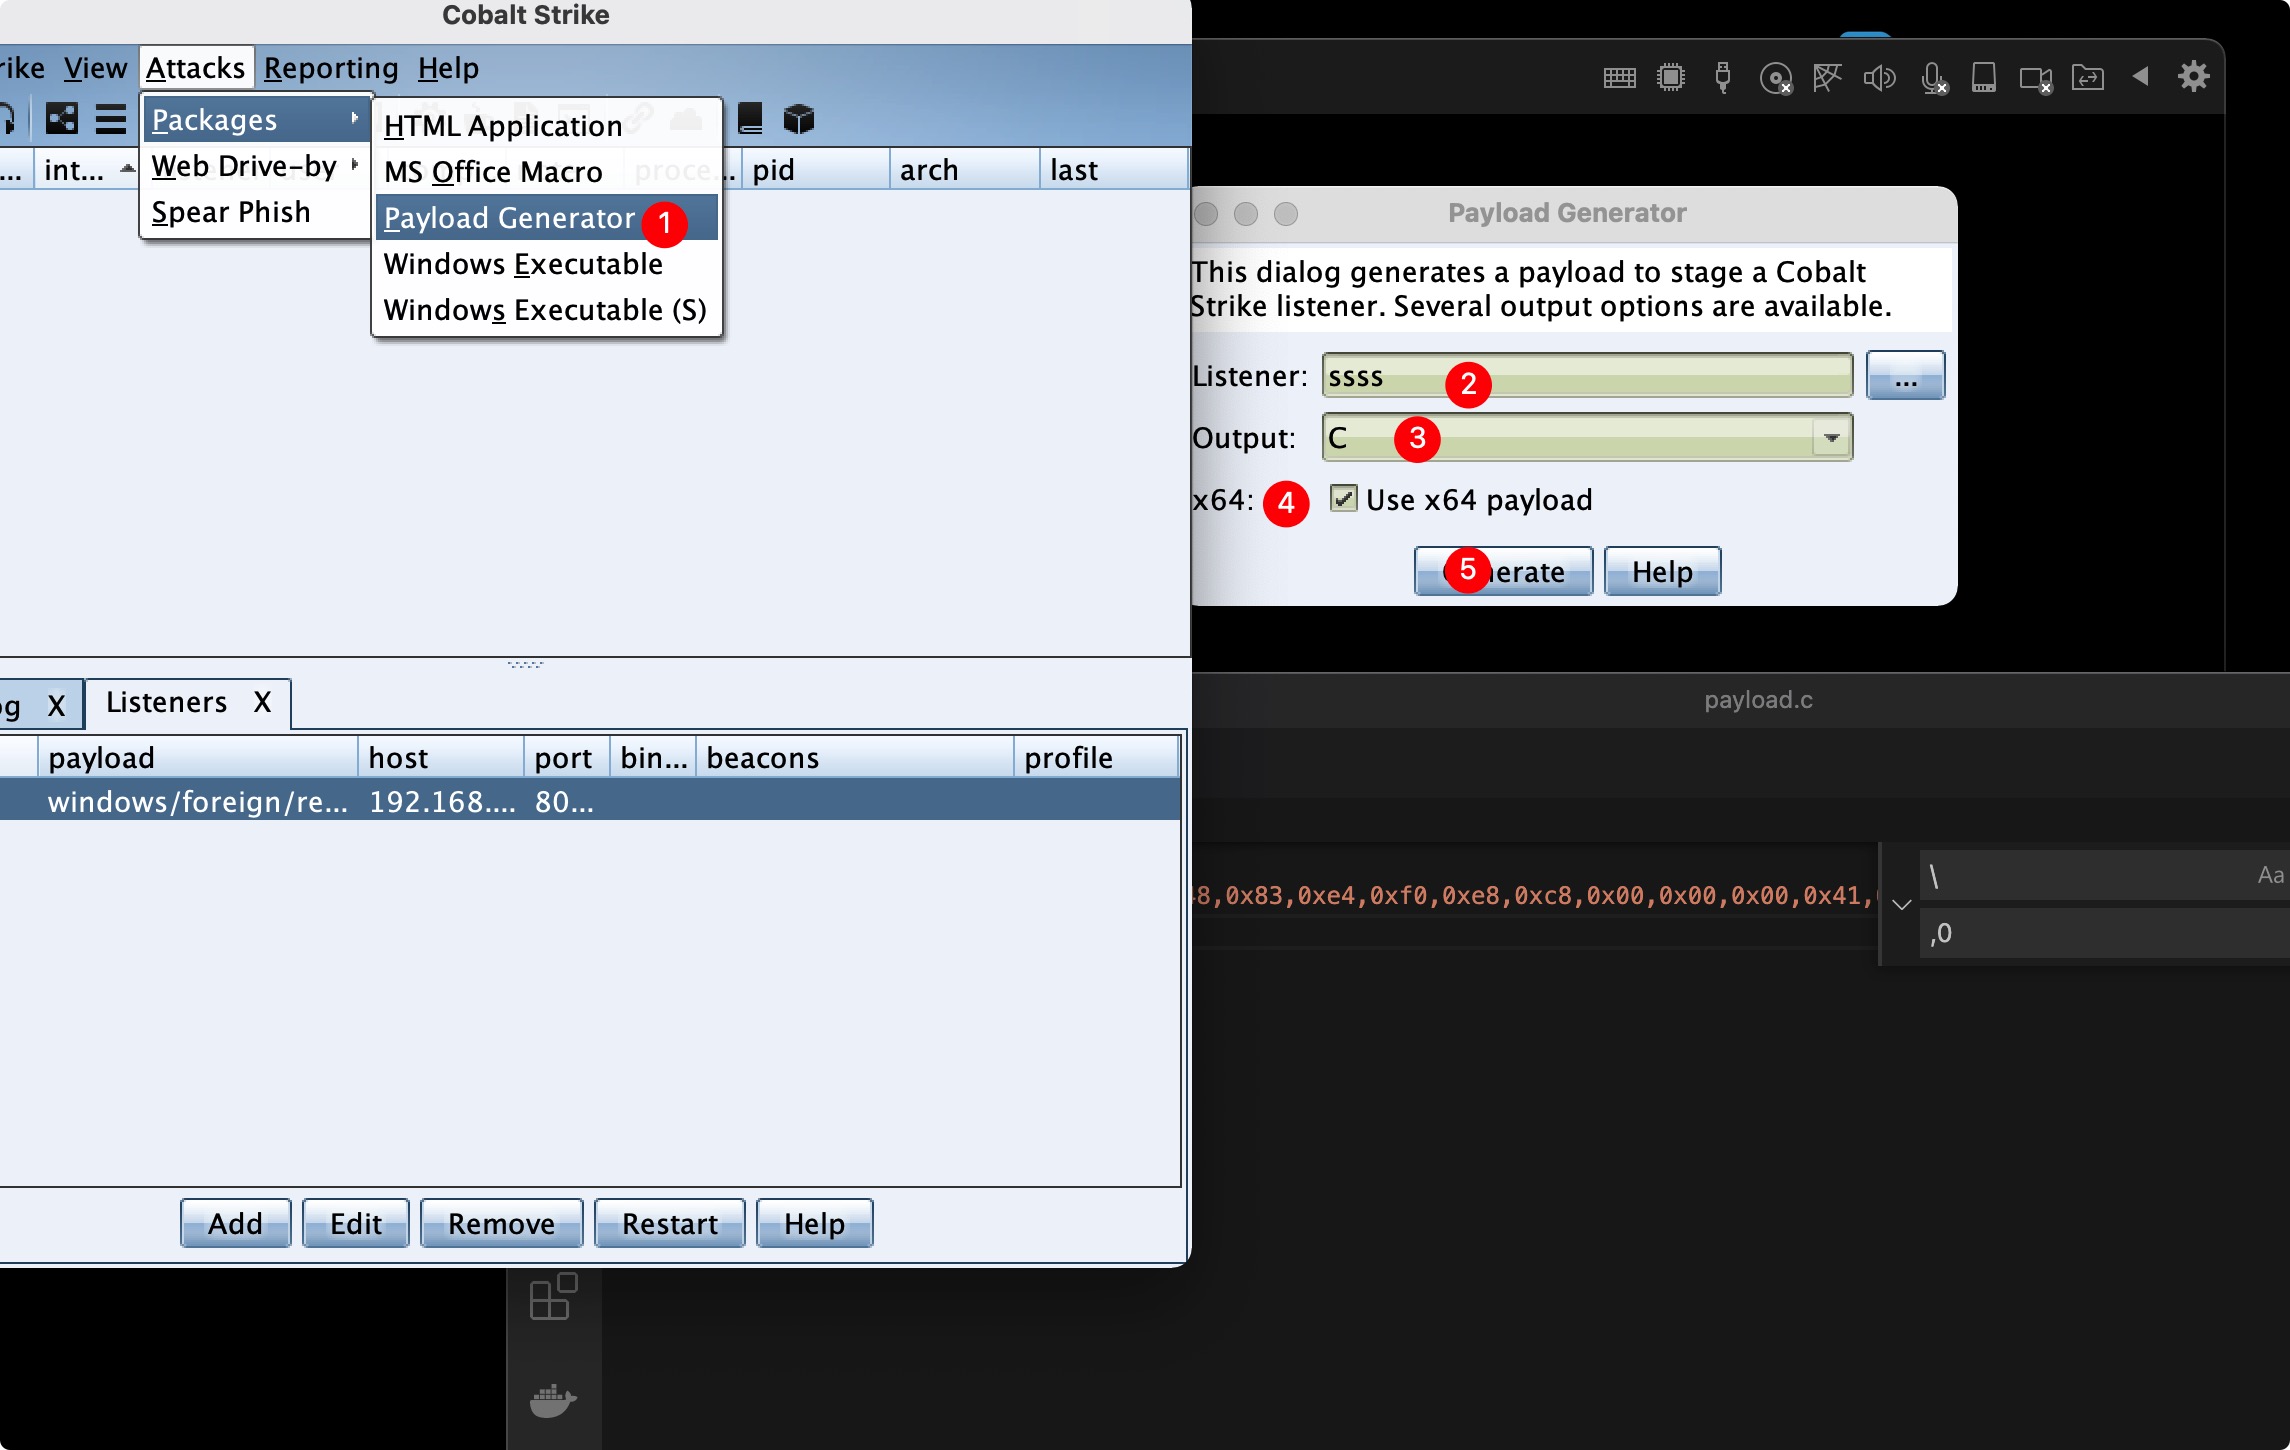 Cobalt Strike
rike View Attacks Reporting Help
Packages
Web Drive-by
Spear Phish
HTML Application
MS Office Macro
Payload Generator 1
Windows Executable
Windows Executable (S)
... int... proce... pid arch last
Payload Generator
This dialog generates a payload to stage a Cobalt
Strike listener. Several output options are available.
Listener: ssss 2 ...
Output: C 3
x64: 4 Use x64 payload
5 erate Help
og X Listeners X
payload host port bin... beacons profile
windows/foreign/re... 192.168.... 80...
Add Edit Remove Restart Help
payload.c
8,0x83,0xe4,0xf0,0xe8,0xc8,0x00,0x00,0x00,0x41,
\ Aa
,0